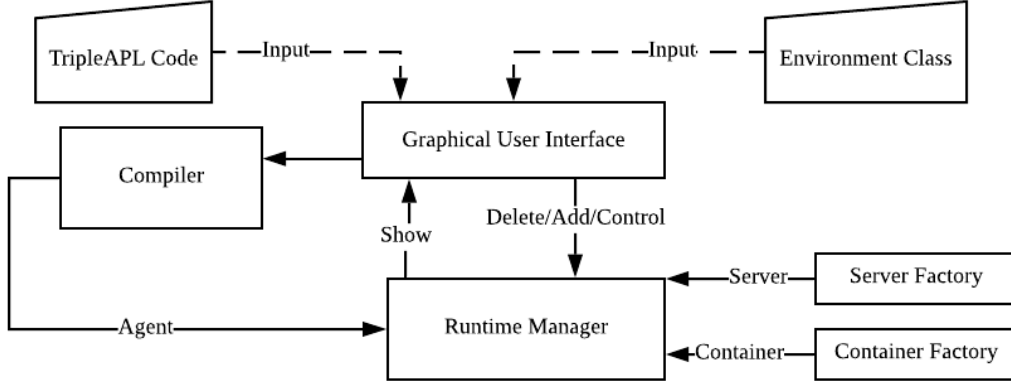 TripleAPL Code
Input
Input
Environment Class
Graphical User Interface
Compiler
Delete/Add/Control
Show
Server
Server Factory
Agent
Runtime Manager
Container
Container Factory